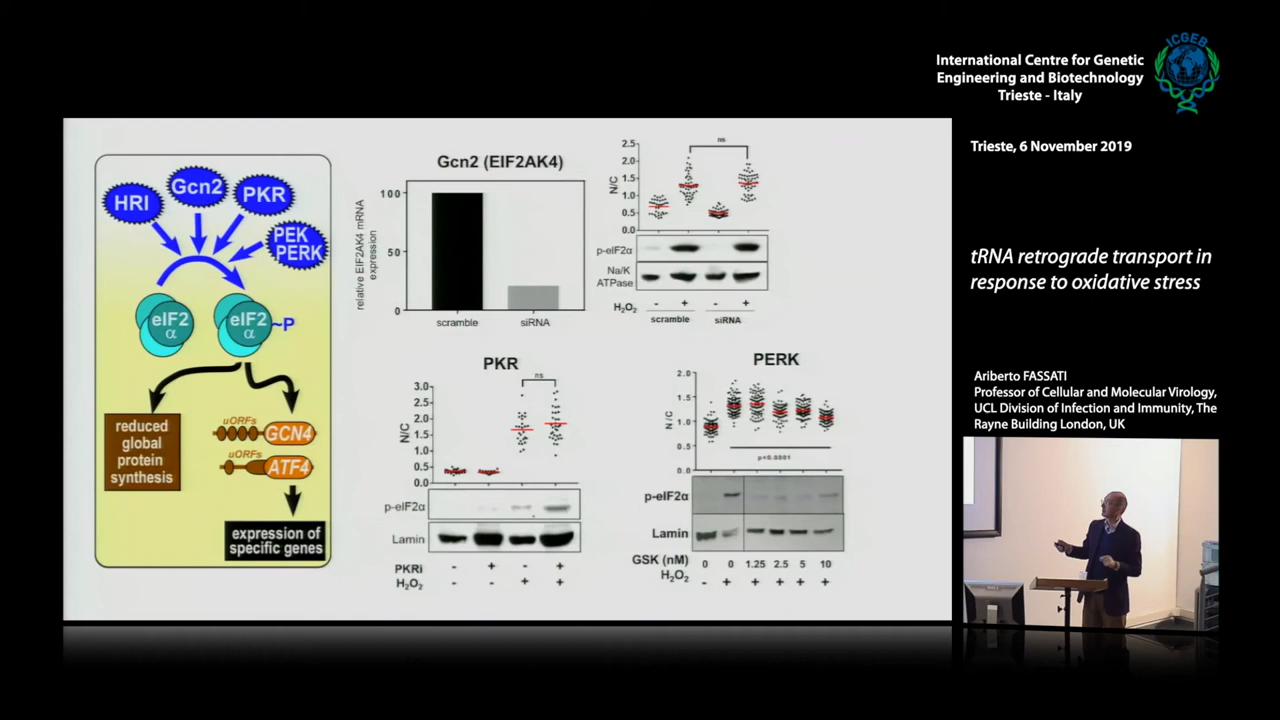 International Centre for Genetic
Engineering and Biotechnology
Trieste - Italy
ICGEB
Trieste, 6 November 2019
tRNA retrograde transport in
response to oxidative stress
Ariberto FASSATI
Professor of Cellular and Molecular Virology,
UCL Division of Infection and Immunity, The
Rayne Building London, UK
HRI
Gcn2
PKR
PEK
PERK
eIF2
α
eIF2
α
~P
reduced
global
protein
synthesis
uORFs
GCN4
uORFs
ATF4
expression of
specific genes
Gcn2 (EIF2AK4)
relative EIF2AK4 mRNA
expression
100
50
0
scramble
siRNA
ns
N/C
2.5
2.0
1.5
1.0
0.5
0.0
p-eIF2α
Na/K
ATPase
H₂O₂ - + - +
scramble siRNA
PKR
ns
N/C
3.0
2.5
2.0
1.5
1.0
0.5
0.0
p-eIF2α
Lamin
PKRi - + - +
H₂O₂ - - + +
PERK
N/C
2.0
1.5
1.0
0.5
0.0
p<0.0001
p-eIF2α
Lamin
GSK (nM) 0 0 1.25 2.5 5 10
H₂O₂ - + + + + +